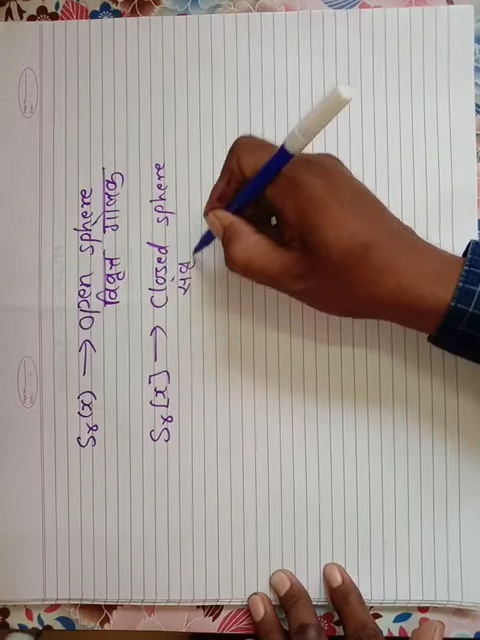 Sr(x) → open sphere
विवृत्त गोलक
Sr[x] → Closed sphere
संवृ